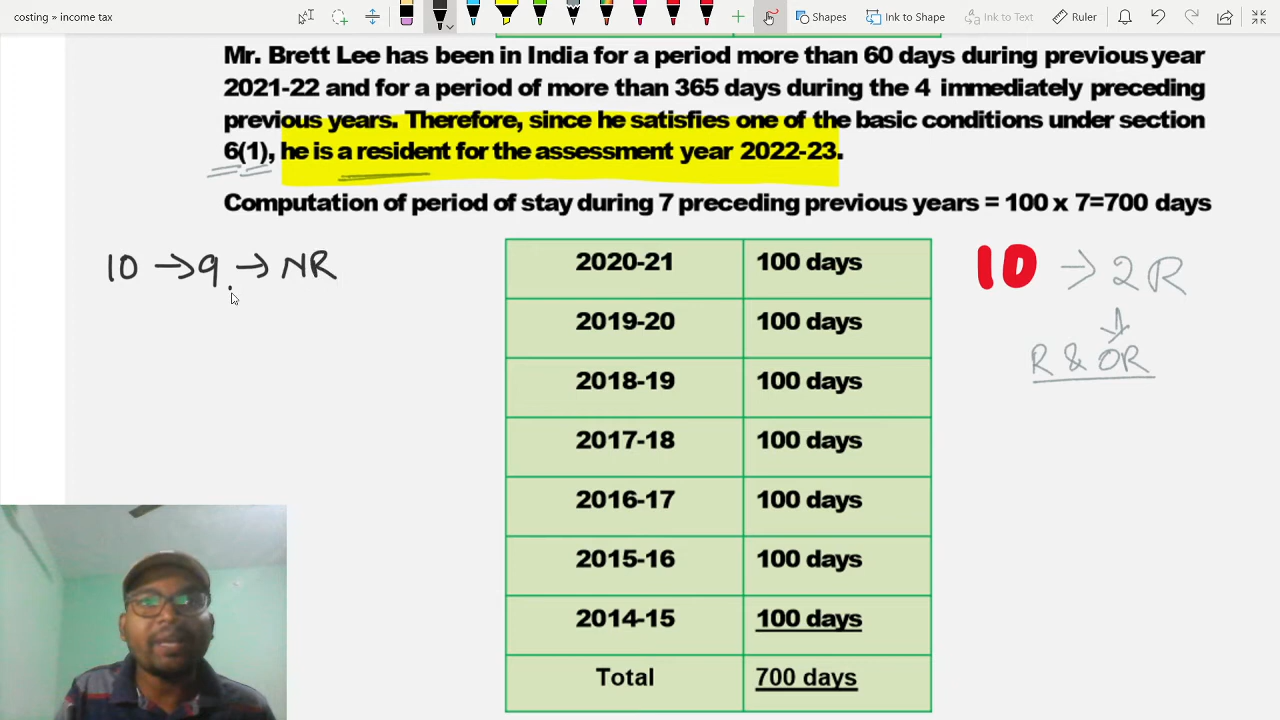 costing » income tax
Shapes
Ink to Shape
Ink to Text
Ruler
Mr. Brett Lee has been in India for a period more than 60 days during previous year
2021-22 and for a period of more than 365 days during the 4 immediately preceding
previous years. Therefore, since he satisfies one of the basic conditions under section
6(1), he is a resident for the assessment year 2022-23.
Computation of period of stay during 7 preceding previous years = 100 x 7=700 days
10 → 9 → NR
2020-21 100 days
2019-20 100 days
2018-19 100 days
2017-18 100 days
2016-17 100 days
2015-16 100 days
2014-15 100 days
Total 700 days
10 → 2 R
↓
R & OR